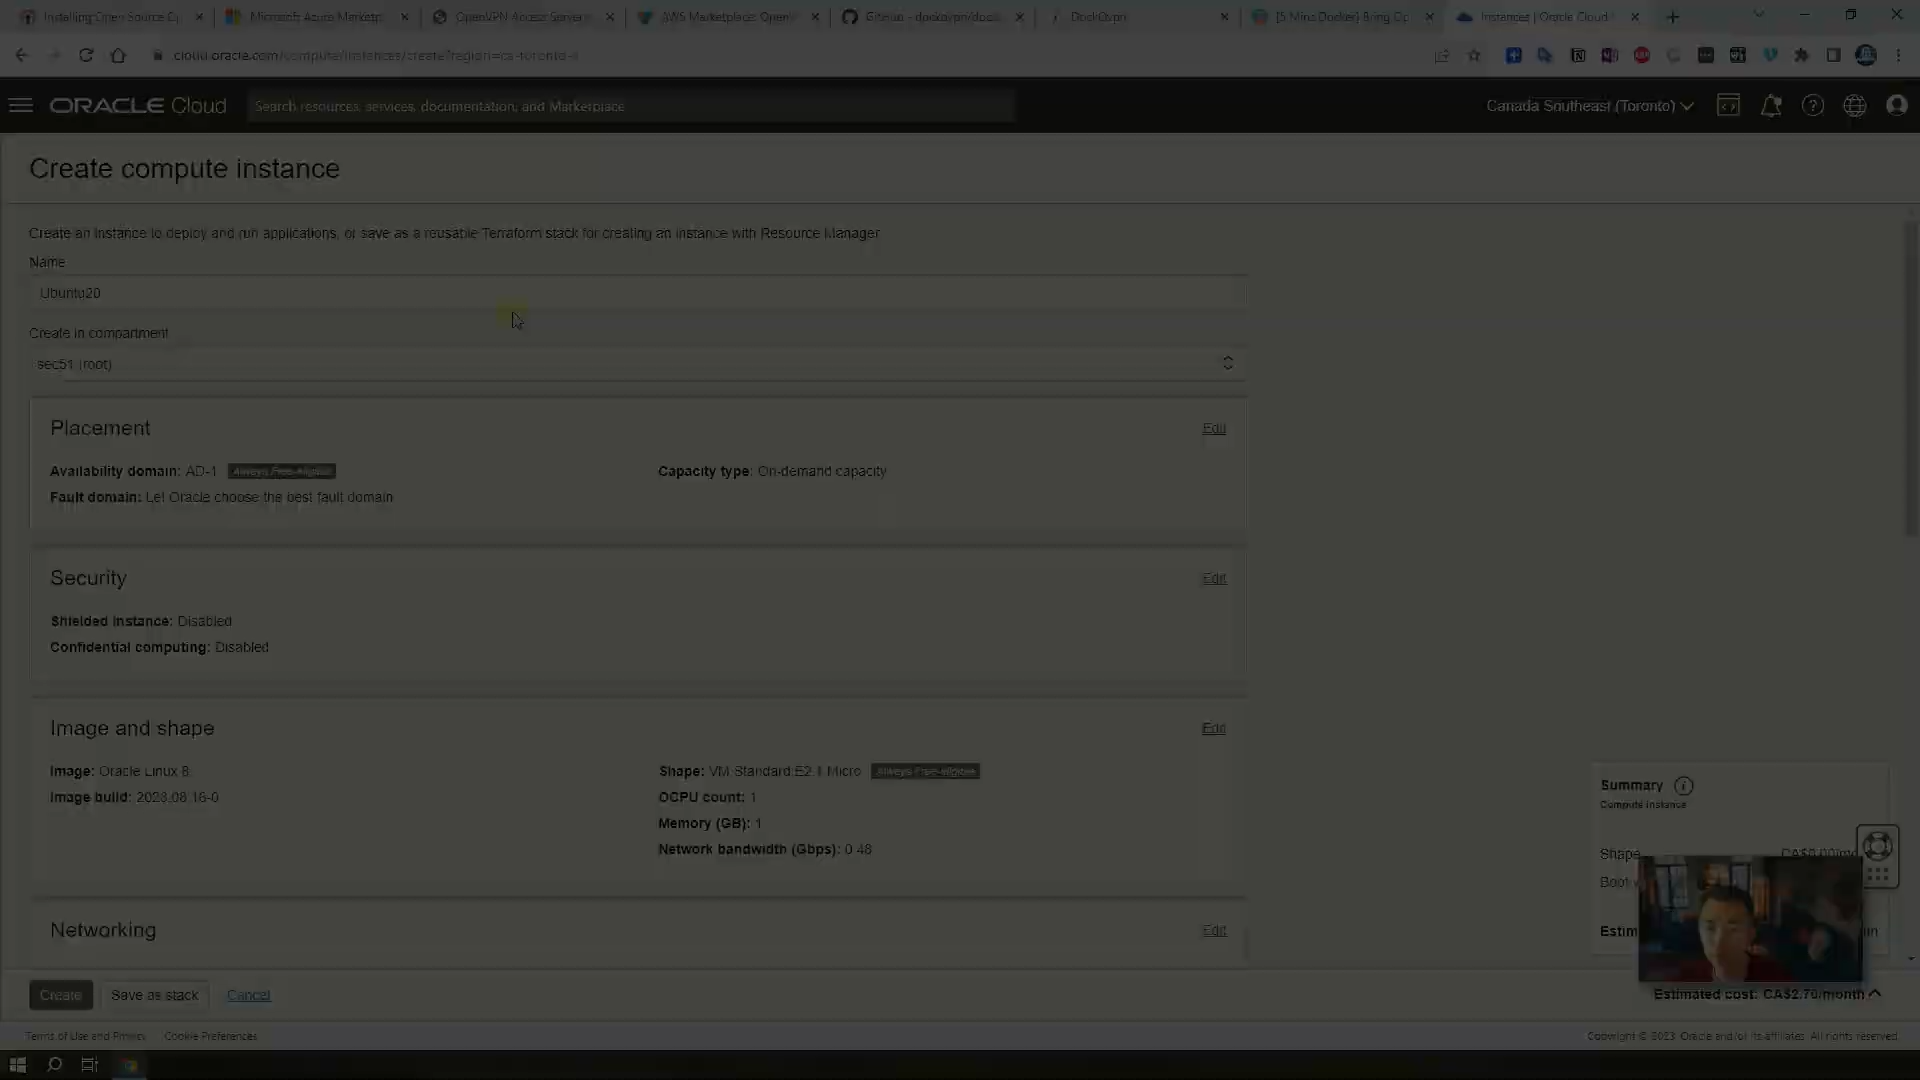 Installing Open Source Cy
Microsoft Azure Marketpl
OpenVPN Access Server
AWS Marketplace: OpenV
GitHub - dockovpn/dock
DockOvpn
[5 Mins Docker] Bring Op
Instances | Oracle Cloud
cloud.oracle.com/compute/instances/create?region=ca-toronto-1
ORACLE Cloud
Search resources, services, documentation, and Marketplace
Canada Southeast (Toronto)
Create compute instance
Create an instance to deploy and run applications, or save as a reusable Terraform stack for creating an instance with Resource Manager
Name
Ubuntu20
Create in compartment
sec51 (root)
Placement
Edit
Availability domain: AD-1 Always Free-eligible
Capacity type: On-demand capacity
Fault domain: Let Oracle choose the best fault domain
Security
Edit
Shielded instance: Disabled
Confidential computing: Disabled
Image and shape
Edit
Image: Oracle Linux 8
Image build: 2023.08.16-0
Shape: VM.Standard.E2.1.Micro Always Free-eligible
OCPU count: 1
Memory (GB): 1
Network bandwidth (Gbps): 0.48
Networking
Edit
Summary
Compute instance
Shape
CA$0.00/mo
Boot
Estim
Create
Save as stack
Cancel
Estimated cost: CA$2.70/month
Terms of Use and Privacy
Cookie Preferences
Copyright © 2023, Oracle and/or its affiliates. All rights reserved.